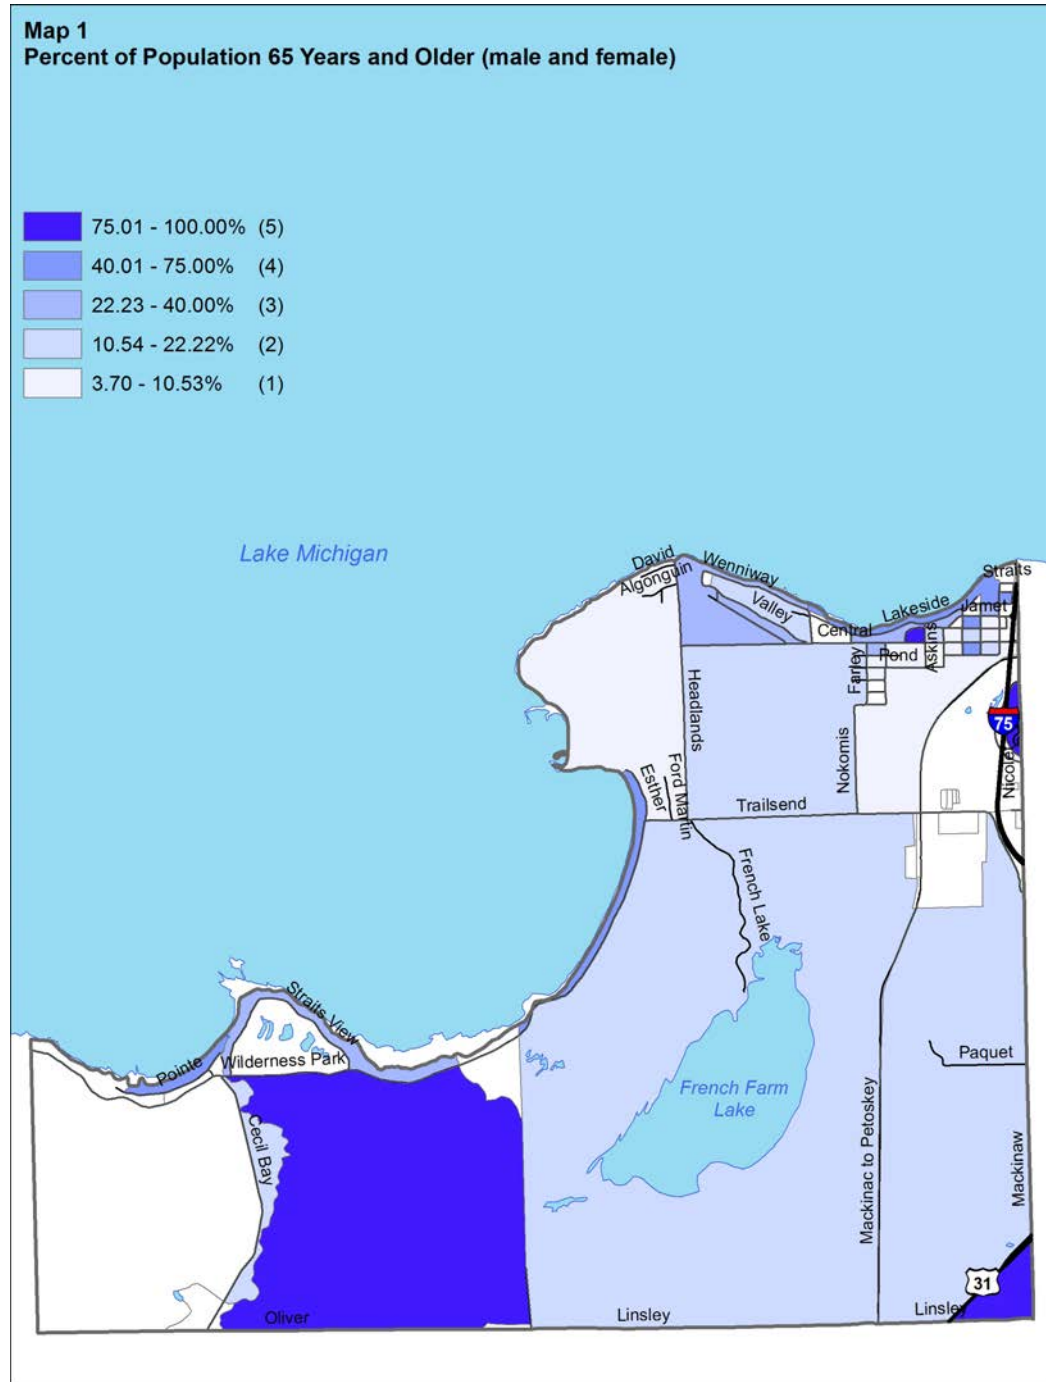 Map 1
Percent of Population 65 Years and Older (male and female)
75.01 - 100.00% (5)
40.01 - 75.00% (4)
22.23 - 40.00% (3)
10.54 - 22.22% (2)
3.70 - 10.53% (1)
Lake Michigan
David
Algonguin
Wenniway
Valley
Central
Lakeside
Straits
Jamet
Askins
Pond
Farley
Headlands
Nokomis
75
Nicolet
Esther
Ford Martin
Trailsend
French Lake
Straits View
Pointe
Wilderness Park
Cecil Bay
French Farm
Lake
Paquet
Mackinac to Petoskey
Mackinaw
31
Oliver
Linsley
Linsley